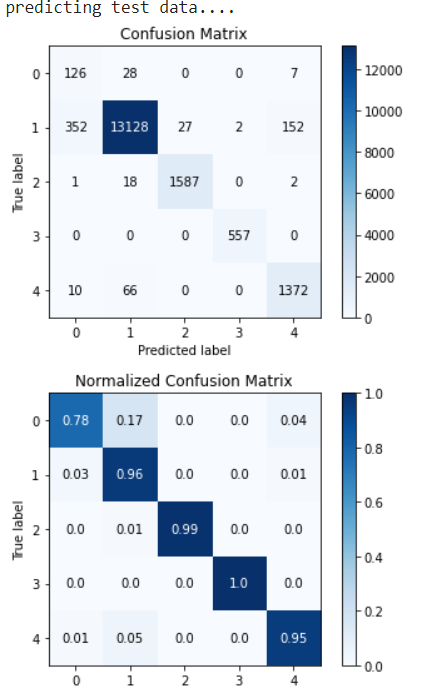 predicting test data....
Confusion Matrix
0 126 28 0 0 7
1 352 13128 27 2 152
2 1 18 1587 0 2
3 0 0 0 557 0
4 10 66 0 0 1372
0 1 2 3 4
True label
Predicted label
12000
10000
8000
6000
4000
2000
0
Normalized Confusion Matrix
0 0.78 0.17 0.0 0.0 0.04
1 0.03 0.96 0.0 0.0 0.01
2 0.0 0.01 0.99 0.0 0.0
3 0.0 0.0 0.0 1.0 0.0
4 0.01 0.05 0.0 0.0 0.95
0 1 2 3 4
True label
1.0
0.8
0.6
0.4
0.2
0.0